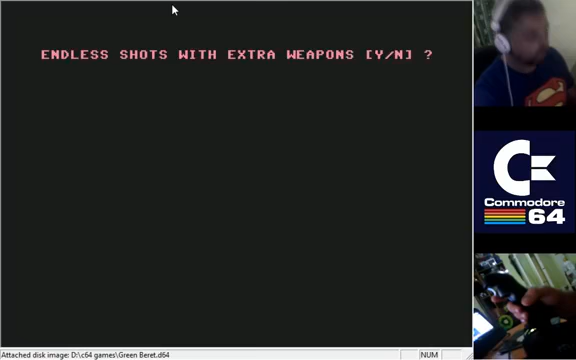 ENDLESS SHOTS WITH EXTRA WEAPONS [Y/N] ?
Commodore
64
Attached disk image: D:\c64 games\Green Beret.d64
NUM